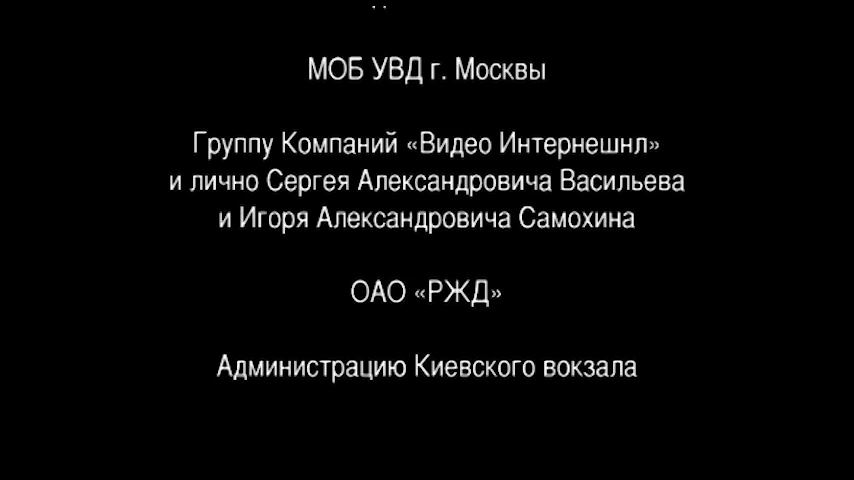 МОБ УВД г. Москвы
Группу Компаний «Видео Интернешнл»
и лично Сергея Александровича Васильева
и Игоря Александровича Самохина
ОАО «РЖД»
Администрацию Киевского вокзала